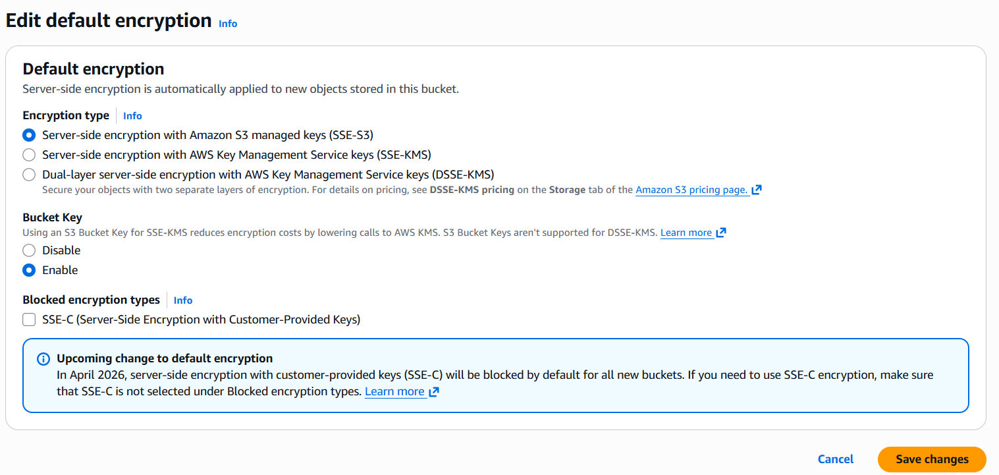 Edit default encryption Info
Default encryption
Server-side encryption is automatically applied to new objects stored in this bucket.
Encryption type Info
Server-side encryption with Amazon S3 managed keys (SSE-S3)
Server-side encryption with AWS Key Management Service keys (SSE-KMS)
Dual-layer server-side encryption with AWS Key Management Service keys (DSSE-KMS)
Secure your objects with two separate layers of encryption. For details on pricing, see DSSE-KMS pricing on the Storage tab of the Amazon S3 pricing page.
Bucket Key
Using an S3 Bucket Key for SSE-KMS reduces encryption costs by lowering calls to AWS KMS. S3 Bucket Keys aren't supported for DSSE-KMS. Learn more
Disable
Enable
Blocked encryption types Info
SSE-C (Server-Side Encryption with Customer-Provided Keys)
Upcoming change to default encryption
In April 2026, server-side encryption with customer-provided keys (SSE-C) will be blocked by default for all new buckets. If you need to use SSE-C encryption, make sure
that SSE-C is not selected under Blocked encryption types. Learn more
Cancel Save changes